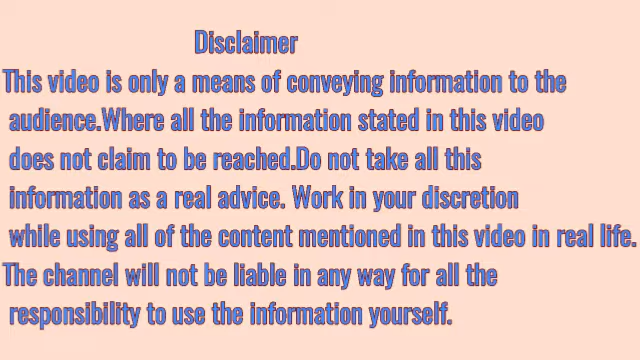 Disclaimer
This video is only a means of conveying information to the
audience.Where all the information stated in this video
does not claim to be reached.Do not take all this
information as a real advice. Work in your discretion
while using all of the content mentioned in this video in real life.
The channel will not be liable in any way for all the
responsibility to use the information yourself.